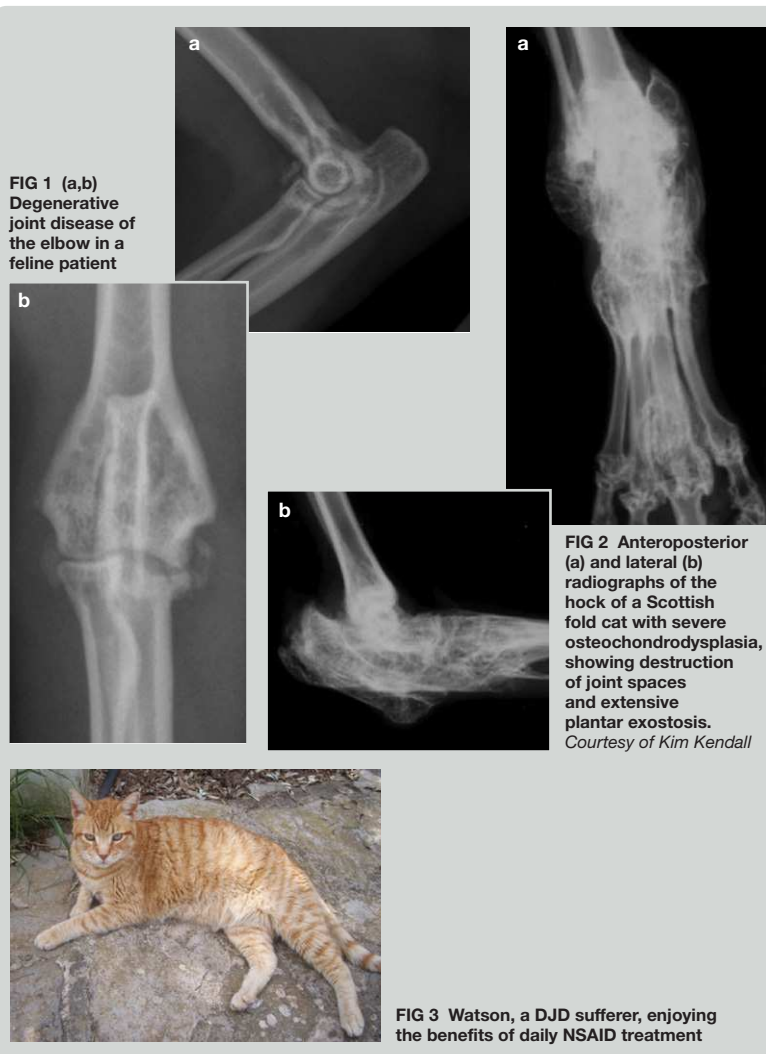 a
FIG 1 (a,b)
Degenerative
joint disease of
the elbow in a
feline patient
b
a
b
FIG 2 Anteroposterior
(a) and lateral (b)
radiographs of the
hock of a Scottish
fold cat with severe
osteochondrodysplasia,
showing destruction
of joint spaces
and extensive
plantar exostosis.
Courtesy of Kim Kendall
FIG 3 Watson, a DJD sufferer, enjoying
the benefits of daily NSAID treatment